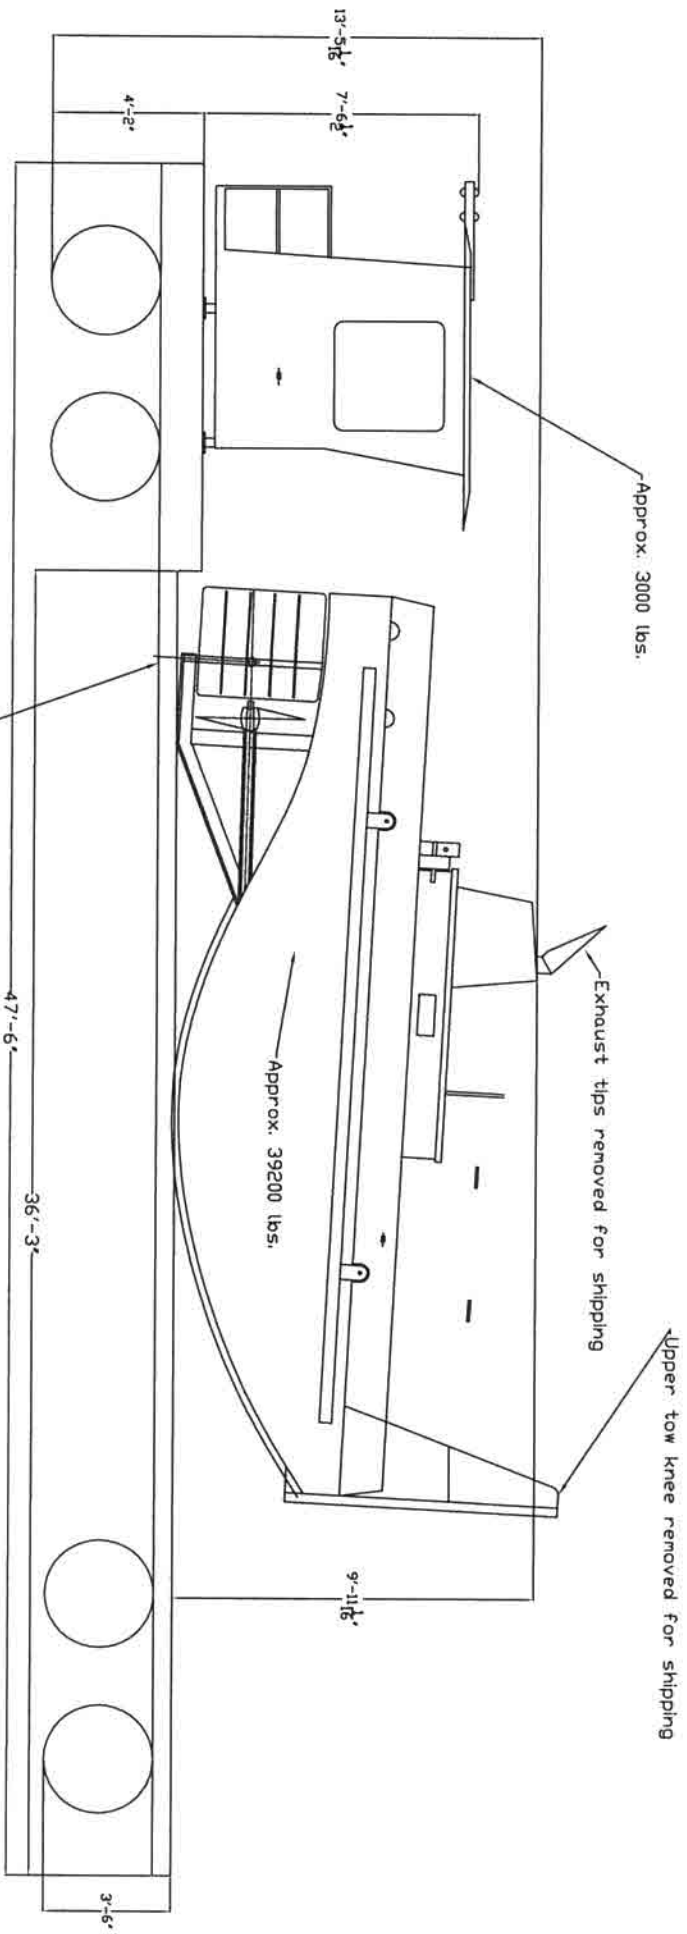 Upper tow knee removed for shipping
Exhaust tips removed for shipping
Approx. 3000 lbs.
13'-5 1/16"
7'-6 1/2"
4'-2"
9'-11 1/16"
Approx. 39200 lbs.
3'-6"
36'-3"
47'-6"